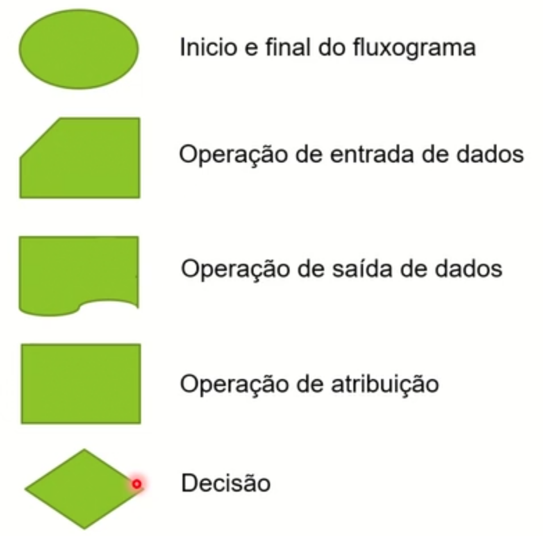 Inicio e final do fluxograma
Operação de entrada de dados
Operação de saída de dados
Operação de atribuição
Decisão